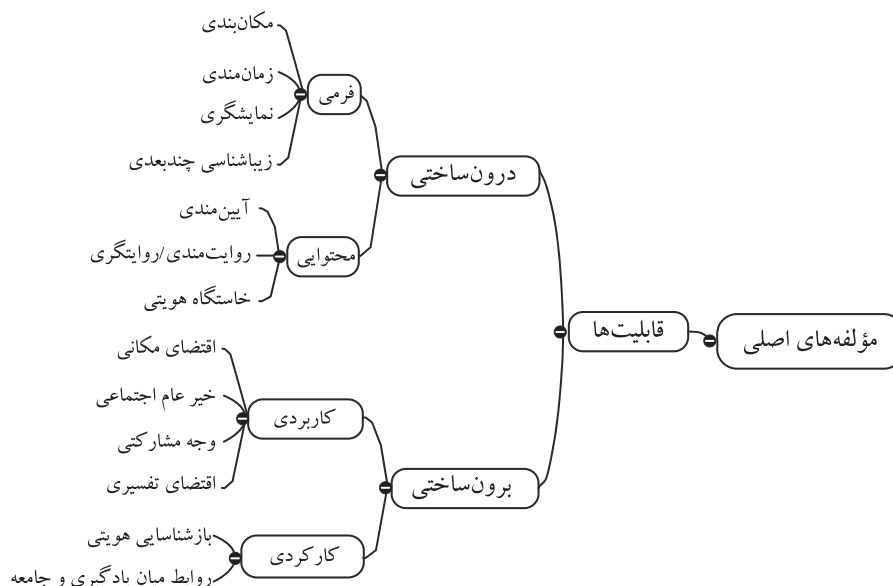 مؤلفه‌های اصلی
قابلیت‌ها
درون‌ساختی
فرمی
مکان‌بندی
زمان‌مندی
نمایشگری
زیباشناسی چندبعدی
محتوایی
آیین‌مندی
روایت‌مندی/روایتگری
خاستگاه هویتی
برون‌ساختی
کاربردی
اقتضای مکانی
خیر عام اجتماعی
وجه مشارکتی
اقتضای تفسیری
کارکردی
بازشناسایی هویتی
روابط میان یادگیری و جامعه